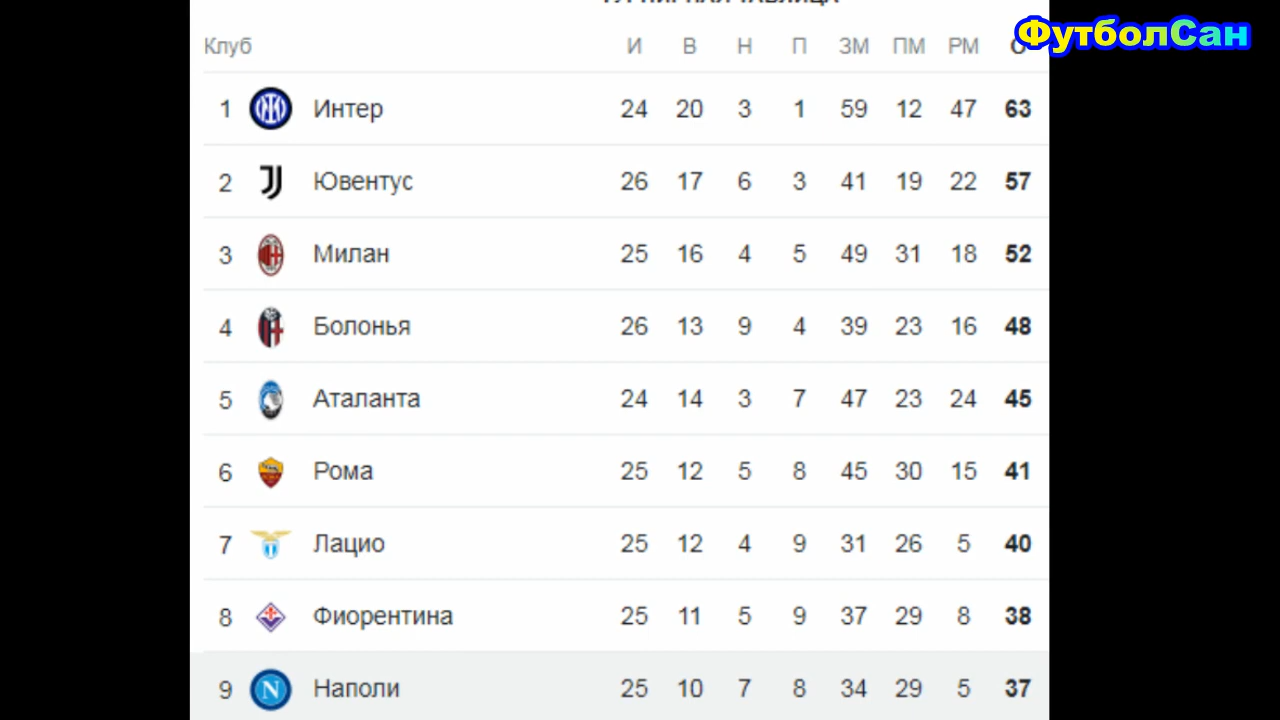 ФутболСан
Клуб И В Н П ЗМ ПМ РМ О
1 Интер 24 20 3 1 59 12 47 63
2 Ювентус 26 17 6 3 41 19 22 57
3 Милан 25 16 4 5 49 31 18 52
4 Болонья 26 13 9 4 39 23 16 48
5 Аталанта 24 14 3 7 47 23 24 45
6 Рома 25 12 5 8 45 30 15 41
7 Лацио 25 12 4 9 31 26 5 40
8 Фиорентина 25 11 5 9 37 29 8 38
9 N Наполи 25 10 7 8 34 29 5 37